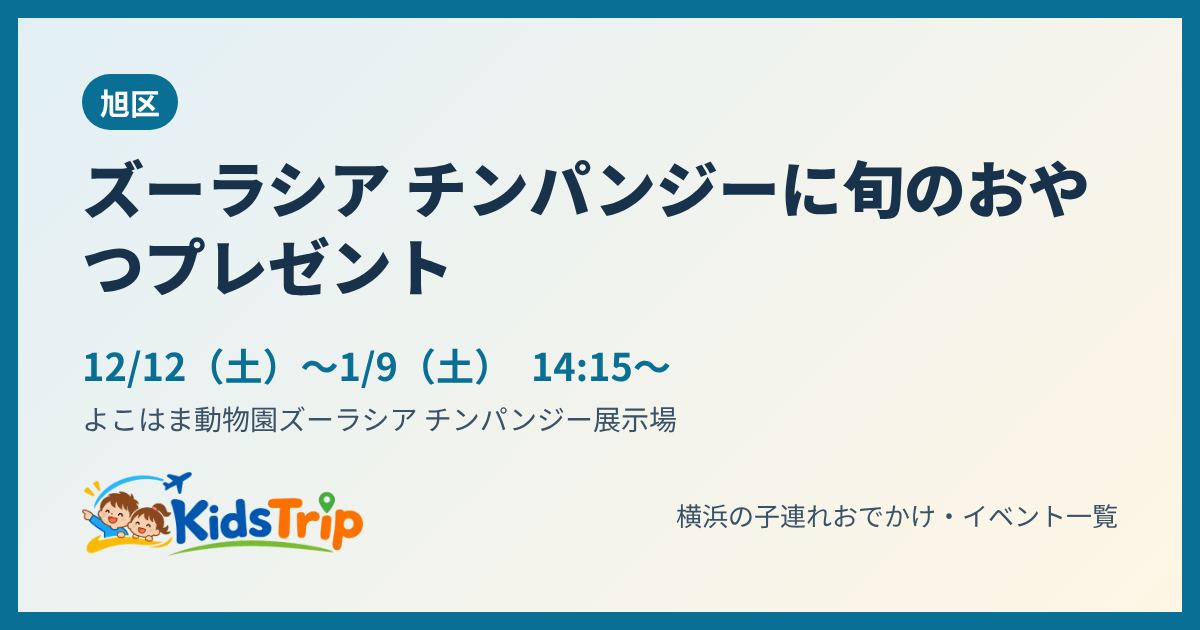 旭区
ズーラシア チンパンジーに旬のおや
つプレゼント
12/12（土）〜1/9（土） 14:15〜
よこはま動物園ズーラシア チンパンジー展示場
KidsTrip
横浜の子連れおでかけ・イベント一覧